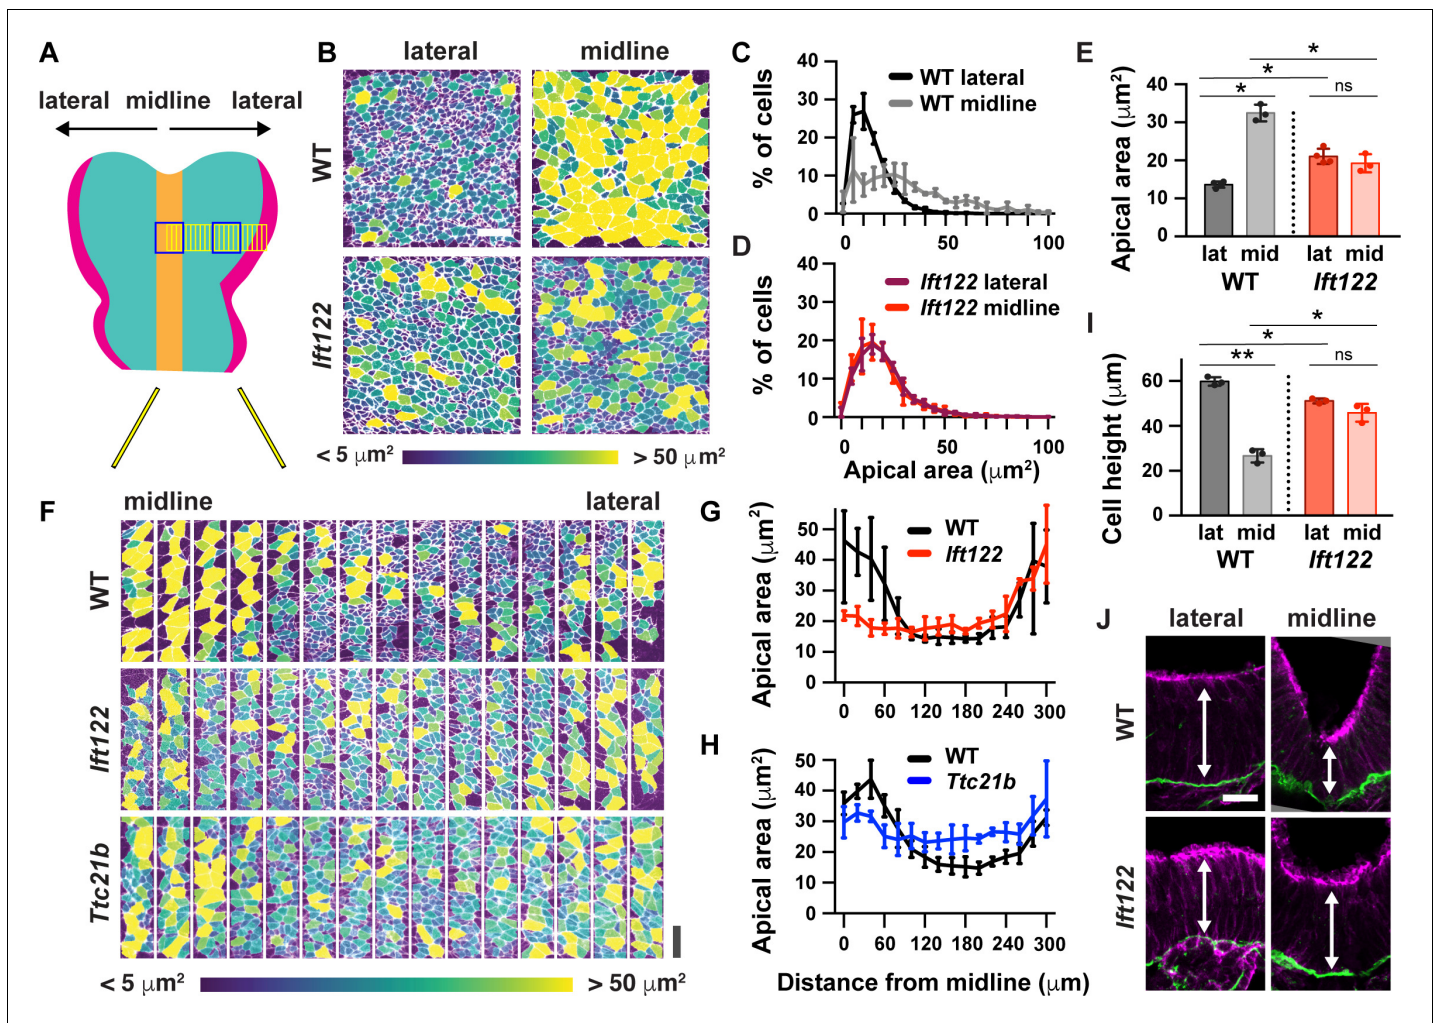 A
lateral midline lateral
B
lateral midline
WT
Ift122
< 5 μm² > 50 μm²
C
% of cells
40
30
20
10
0
WT lateral
WT midline
0 50 100
D
% of cells
40
30
20
10
0
Ift122 lateral
Ift122 midline
0 50 100
Apical area (μm²)
E
Apical area (μm²)
40
30
20
10
0
*
*
*
ns
lat mid lat mid
WT Ift122
F
midline lateral
WT
Ift122
Ttc21b
< 5 μm² > 50 μm²
G
Apical area (μm²)
50
40
30
20
10
0
WT
Ift122
0 60 120 180 240 300
H
Apical area (μm²)
50
40
30
20
10
0
WT
Ttc21b
0 60 120 180 240 300
Distance from midline (μm)
I
Cell height (μm)
60
40
20
0
*
*
**
ns
lat mid lat mid
WT Ift122
J
lateral midline
WT
Ift122